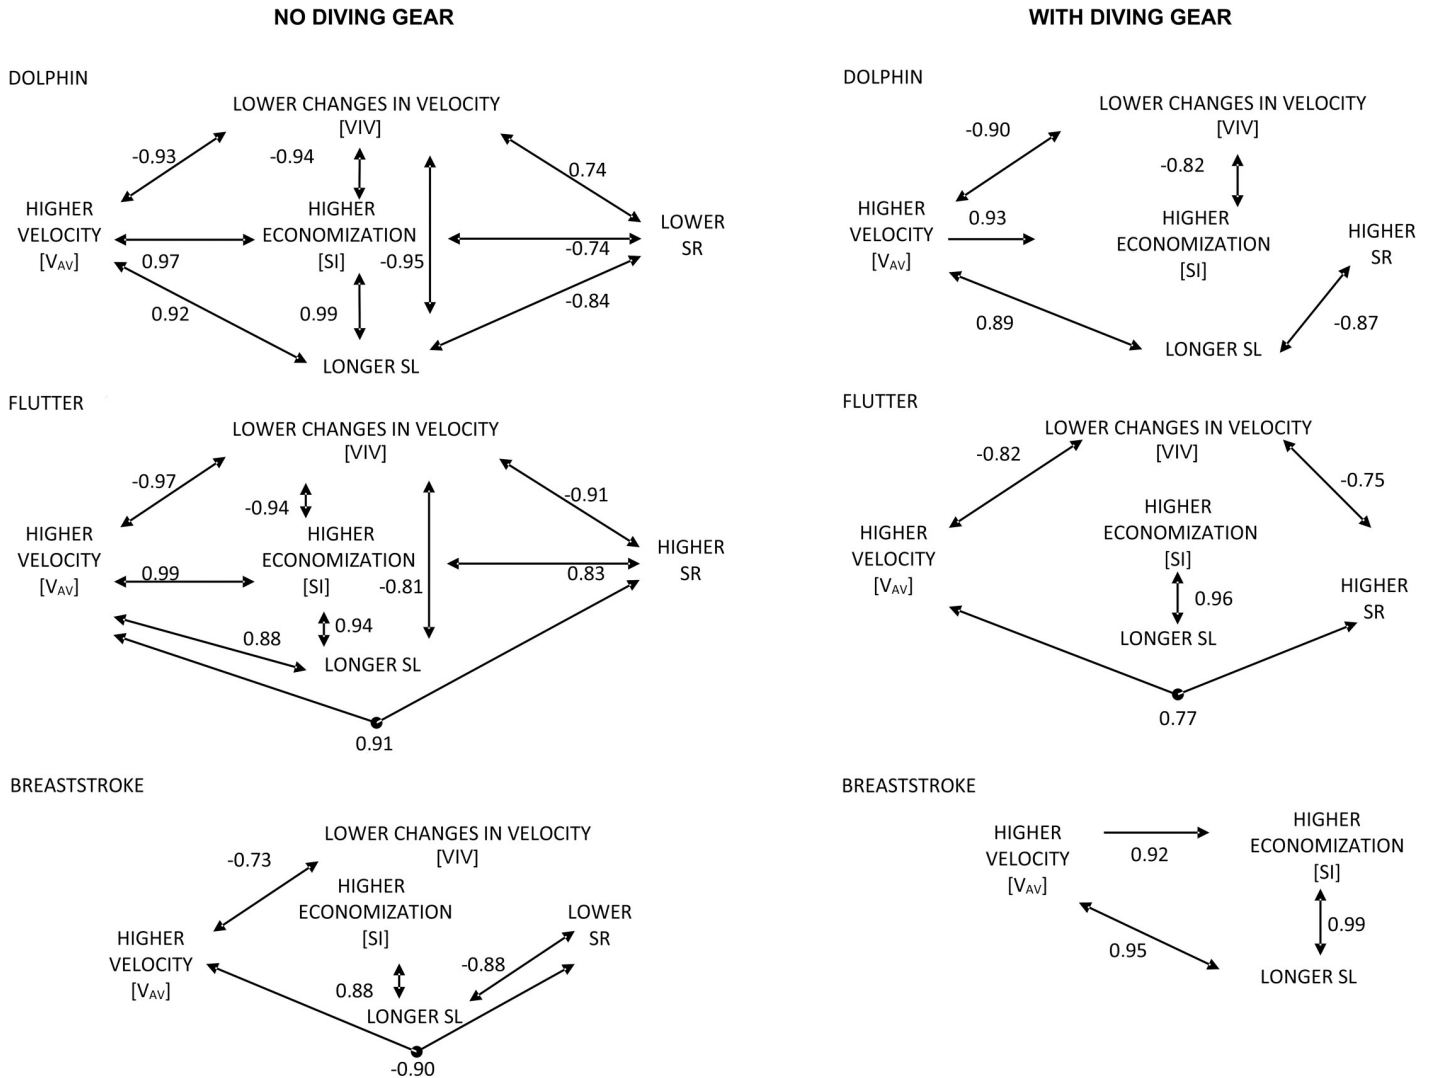 NO DIVING GEAR
DOLPHIN
LOWER CHANGES IN VELOCITY
[VIV]
-0.93
-0.94
0.74
HIGHER
VELOCITY
[VAV]
HIGHER
ECONOMIZATION
[SI]
LOWER
SR
0.97
-0.95
-0.74
0.92
0.99
-0.84
LONGER SL
FLUTTER
LOWER CHANGES IN VELOCITY
[VIV]
-0.97
-0.94
-0.91
HIGHER
VELOCITY
[VAV]
HIGHER
ECONOMIZATION
[SI]
HIGHER
SR
0.99
-0.81
0.83
0.88
0.94
LONGER SL
0.91
BREASTSTROKE
LOWER CHANGES IN VELOCITY
[VIV]
-0.73
HIGHER
ECONOMIZATION
[SI]
LOWER
SR
HIGHER
VELOCITY
[VAV]
-0.88
0.88
LONGER SL
-0.90
WITH DIVING GEAR
DOLPHIN
LOWER CHANGES IN VELOCITY
[VIV]
-0.90
-0.82
HIGHER
VELOCITY
[VAV]
0.93
HIGHER
ECONOMIZATION
[SI]
HIGHER
SR
0.89
-0.87
LONGER SL
FLUTTER
LOWER CHANGES IN VELOCITY
[VIV]
-0.82
-0.75
HIGHER
VELOCITY
[VAV]
HIGHER
ECONOMIZATION
[SI]
HIGHER
SR
0.96
LONGER SL
0.77
BREASTSTROKE
HIGHER
VELOCITY
[VAV]
0.92
HIGHER
ECONOMIZATION
[SI]
0.95
0.99
LONGER SL